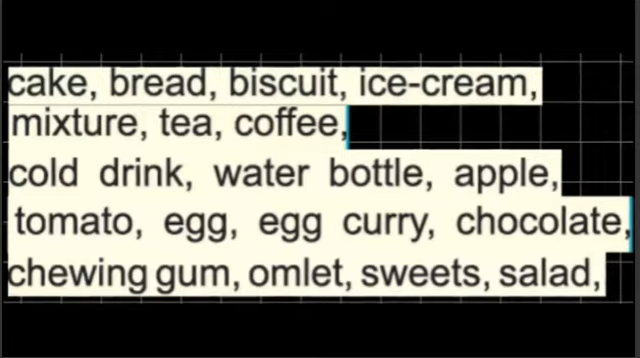 cake, bread, biscuit, ice-cream,
mixture, tea, coffee,
cold drink, water bottle, apple,
tomato, egg, egg curry, chocolate,
chewing gum, omlet, sweets, salad,